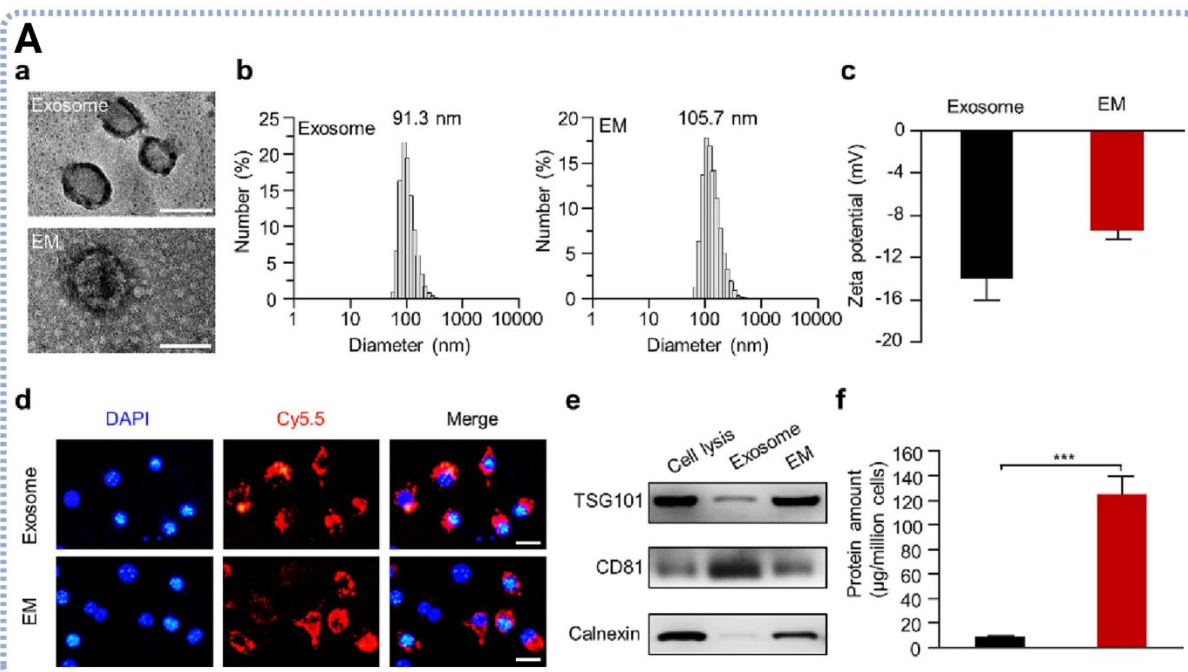 A
a
Exosome
EM
b
Exosome
91.3 nm
Number (%)
25
20
15
10
5
0
1 10 100 1000 10000
Diameter (nm)
EM
105.7 nm
Number (%)
20
15
10
5
0
1 10 100 1000 10000
Diameter (nm)
c
Exosome EM
Zeta potential (mV)
0
-4
-8
-12
-16
-20
d
DAPI Cy5.5 Merge
Exosome
EM
e
Cell lysis Exosome EM
TSG101
CD81
Calnexin
f
Protein amount
(μg/million cells)
160
140
120
100
80
60
40
20
0
***